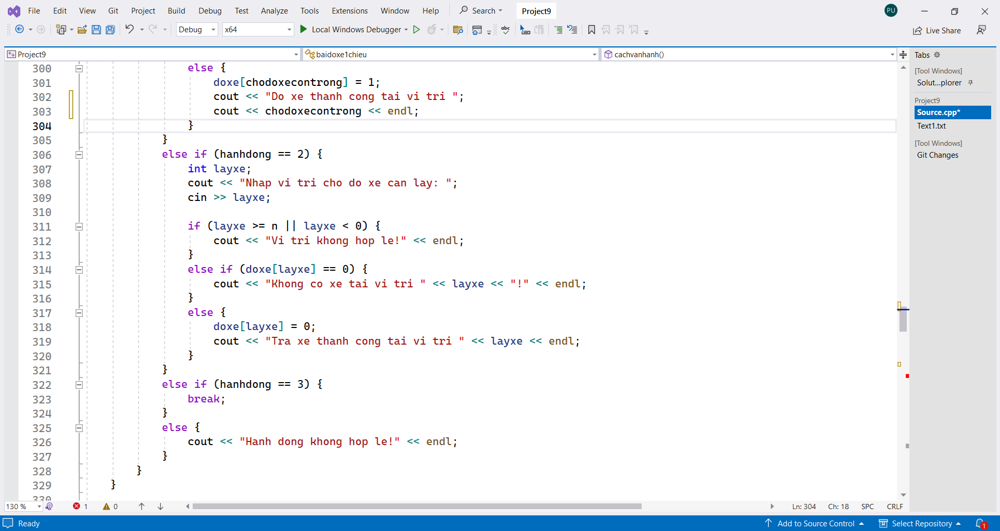 File Edit View Git Project Build Debug Test Analyze Tools Extensions Window Help Search Project9 PU
Debug x64 Local Windows Debugger abc Live Share
Project9 baidoxe1chieu cachvanhanh() Tabs
[Tool Windows]
Solut...plorer
Project9
Source.cpp*
Text1.txt
[Tool Windows]
Git Changes
300 else {
301 doxe[chodoxecontrong] = 1;
302 cout << "Do xe thanh cong tai vi tri ";
303 cout << chodoxecontrong << endl;
304 }
305 }
306 else if (hanhdong == 2) {
307 int layxe;
308 cout << "Nhap vi tri cho do xe can lay: ";
309 cin >> layxe;
310
311 if (layxe >= n || layxe < 0) {
312 cout << "Vi tri khong hop le!" << endl;
313 }
314 else if (doxe[layxe] == 0) {
315 cout << "Khong co xe tai vi tri " << layxe << "!" << endl;
316 }
317 else {
318 doxe[layxe] = 0;
319 cout << "Tra xe thanh cong tai vi tri " << layxe << endl;
320 }
321 }
322 else if (hanhdong == 3) {
323 break;
324 }
325 else {
326 cout << "Hanh dong khong hop le!" << endl;
327 }
328 }
329 }
330
130 % 1 0 Ln: 304 Ch: 18 SPC CRLF
Ready Add to Source Control Select Repository 1